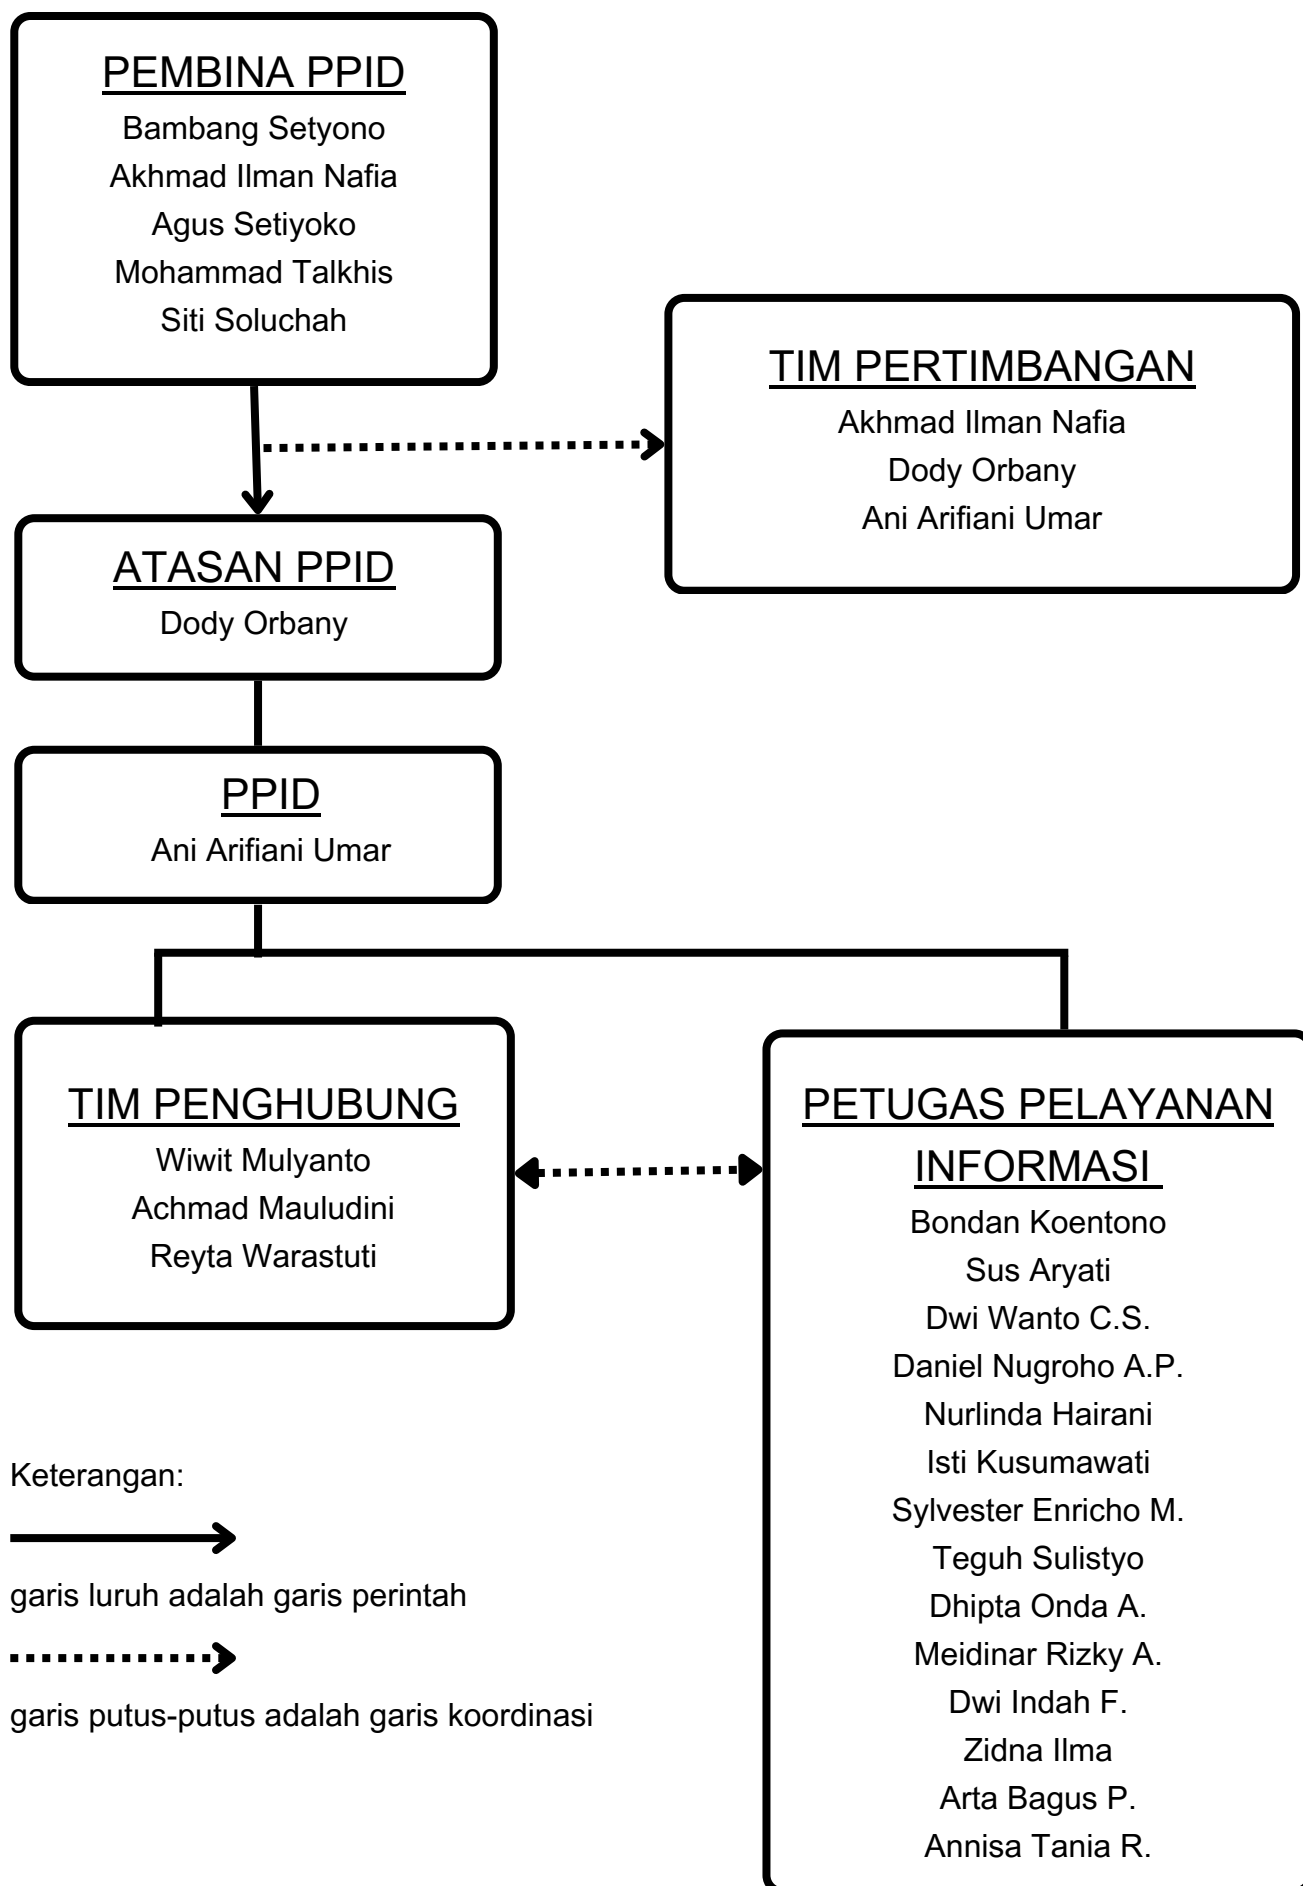 PEMBINA PPID
Bambang Setyono
Akhmad Ilman Nafia
Agus Setiyoko
Mohammad Talkhis
Siti Soluchah
TIM PERTIMBANGAN
Akhmad Ilman Nafia
Dody Orbany
Ani Arifiani Umar
ATASAN PPID
Dody Orbany
PPID
Ani Arifiani Umar
TIM PENGHUBUNG
Wiwit Mulyanto
Achmad Mauludini
Reyta Warastuti
PETUGAS PELAYANAN
INFORMASI
Bondan Koentono
Sus Aryati
Dwi Wanto C.S.
Daniel Nugroho A.P.
Nurlinda Hairani
Isti Kusumawati
Sylvester Enricho M.
Teguh Sulistyo
Dhipta Onda A.
Meidinar Rizky A.
Dwi Indah F.
Zidna Ilma
Arta Bagus P.
Annisa Tania R.
Keterangan:
garis luruh adalah garis perintah
garis putus-putus adalah garis koordinasi